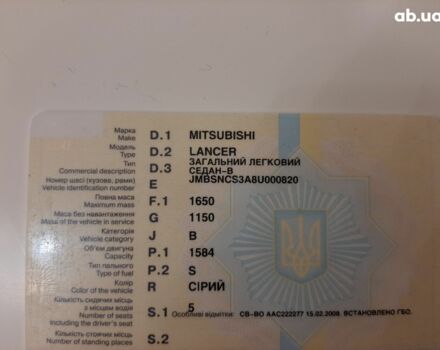 ab.ua
Марка
Make D.1 MITSUBISHI
Модель
Type D.2 LANCER
Тип
Commercial description D.3 ЗАГАЛЬНИЙ ЛЕГКОВИЙ
СЕДАН-В
Номер шасі (кузова, рами)
Vehicle identification number E JMBSNCS3A8U000820
Повна маса
Maximum mass F.1 1650
Маса без навантаження
Mass of the vehicle in service G 1150
Категорія
Vehicle category J B
Об'єм двигуна
Capacity P.1 1584
Тип пального
Type of fuel P.2 S
Колір
Color of the vehicle R СІРИЙ
Кількість сидячих місць
з місцем водія
Number of seats
including the driver's seat S.1 5 Особливі відмітки: СВ-ВО ААС222277 15.02.2008. ВСТАНОВЛЕНО ГБО.
Кількість стоячих місць
Number of standing places S.2